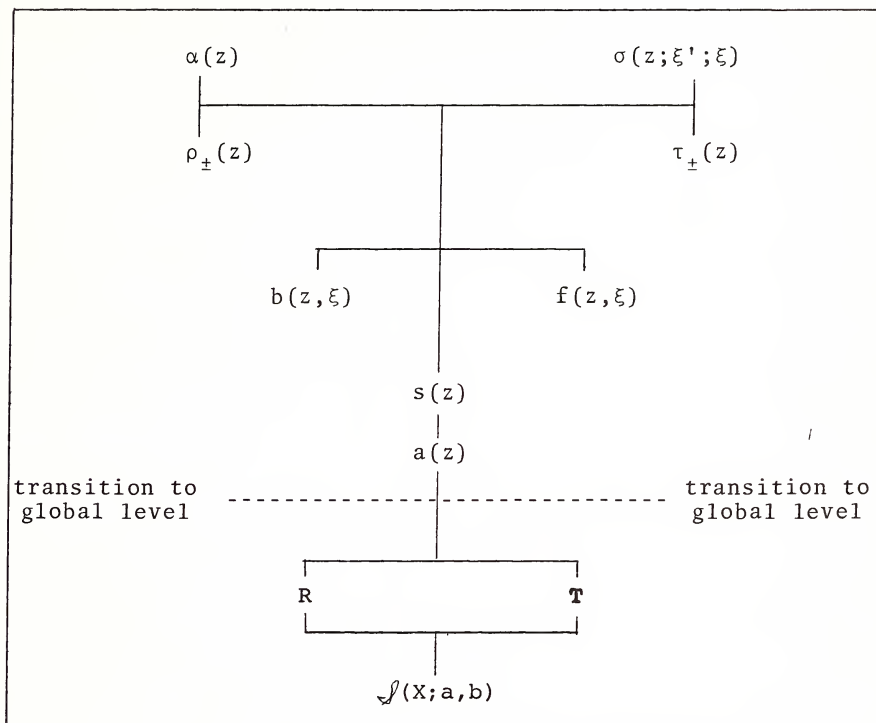 α(z) σ(z;ξ';ξ)
ρ±(z) τ±(z)
b(z,ξ) f(z,ξ)
s(z)
a(z)
transition to global level
transition to global level
R T
𝒮(X;a,b)